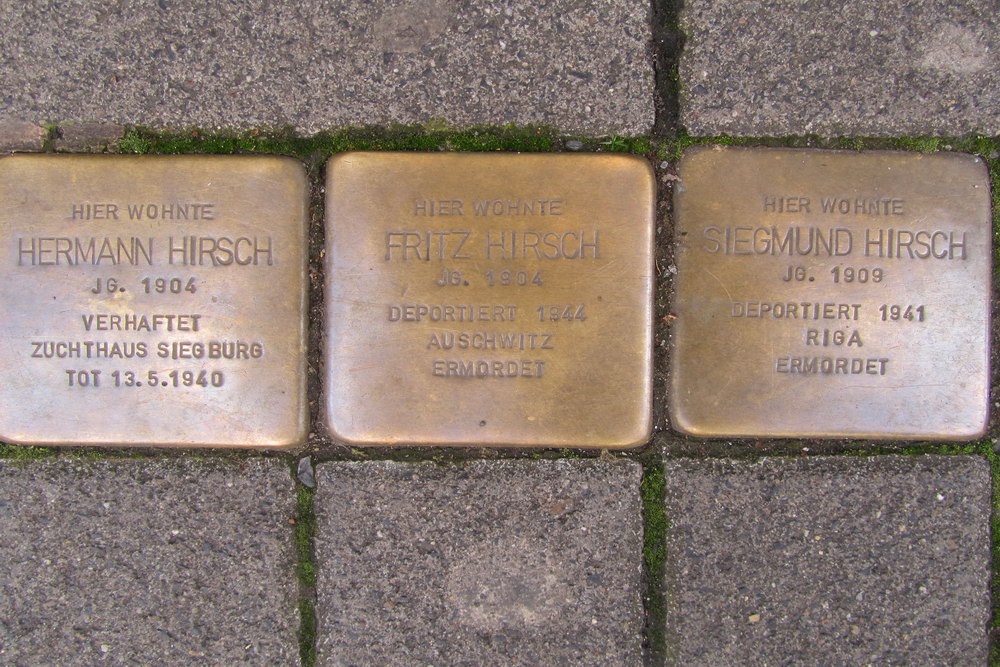 HIER WOHNTE
HERMANN HIRSCH
JG. 1904
VERHAFTET
ZUCHTHAUS SIEGBURG
TOT 13.5.1940
HIER WOHNTE
FRITZ HIRSCH
JG. 1904
DEPORTIERT 1944
AUSCHWITZ
ERMORDET
HIER WOHNTE
SIEGMUND HIRSCH
JG. 1909
DEPORTIERT 1941
RIGA
ERMORDET